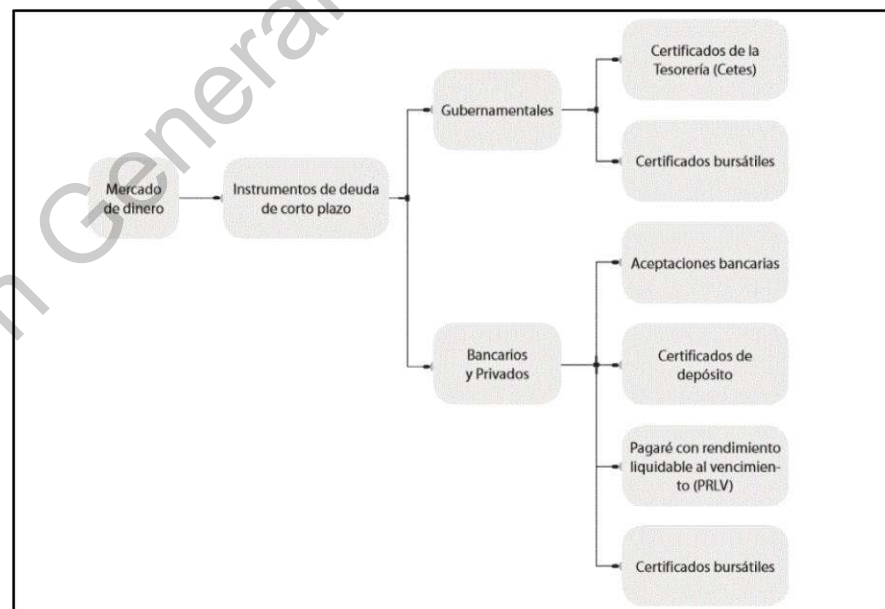 Mercado
de dinero
Instrumentos de deuda
de corto plazo
Gubernamentales
Certificados de la
Tesorería (Cetes)
Certificados bursátiles
Bancarios
y Privados
Aceptaciones bancarias
Certificados de
depósito
Pagaré con rendimiento
liquidable al vencimien-
to (PRLV)
Certificados bursátiles
n General